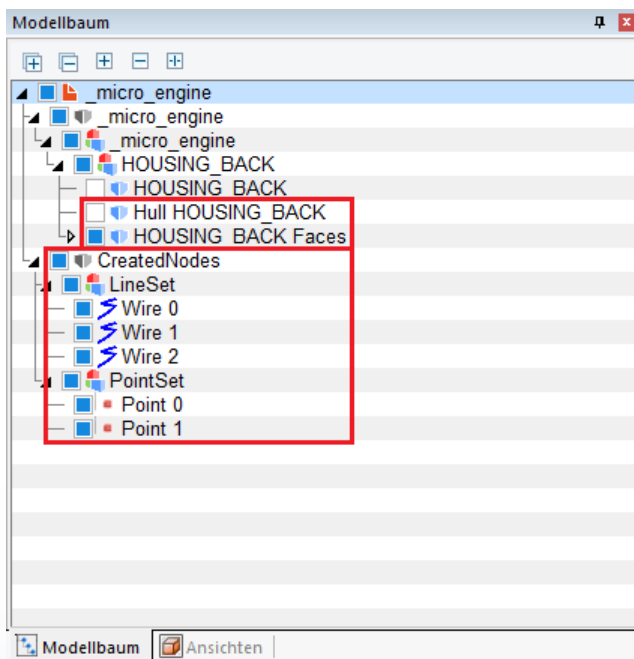 Modellbaum
_micro_engine
_micro_engine
_micro_engine
HOUSING_BACK
HOUSING_BACK
Hull HOUSING_BACK
HOUSING_BACK Faces
CreatedNodes
LineSet
Wire 0
Wire 1
Wire 2
PointSet
Point 0
Point 1
Modellbaum Ansichten